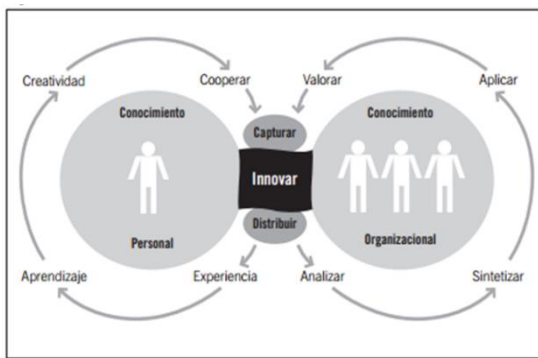 Creatividad
Cooperar
Valorar
Aplicar
Conocimiento
Capturar
Conocimiento
Innovar
Personal
Distribuir
Organizacional
Aprendizaje
Experiencia
Analizar
Sintetizar